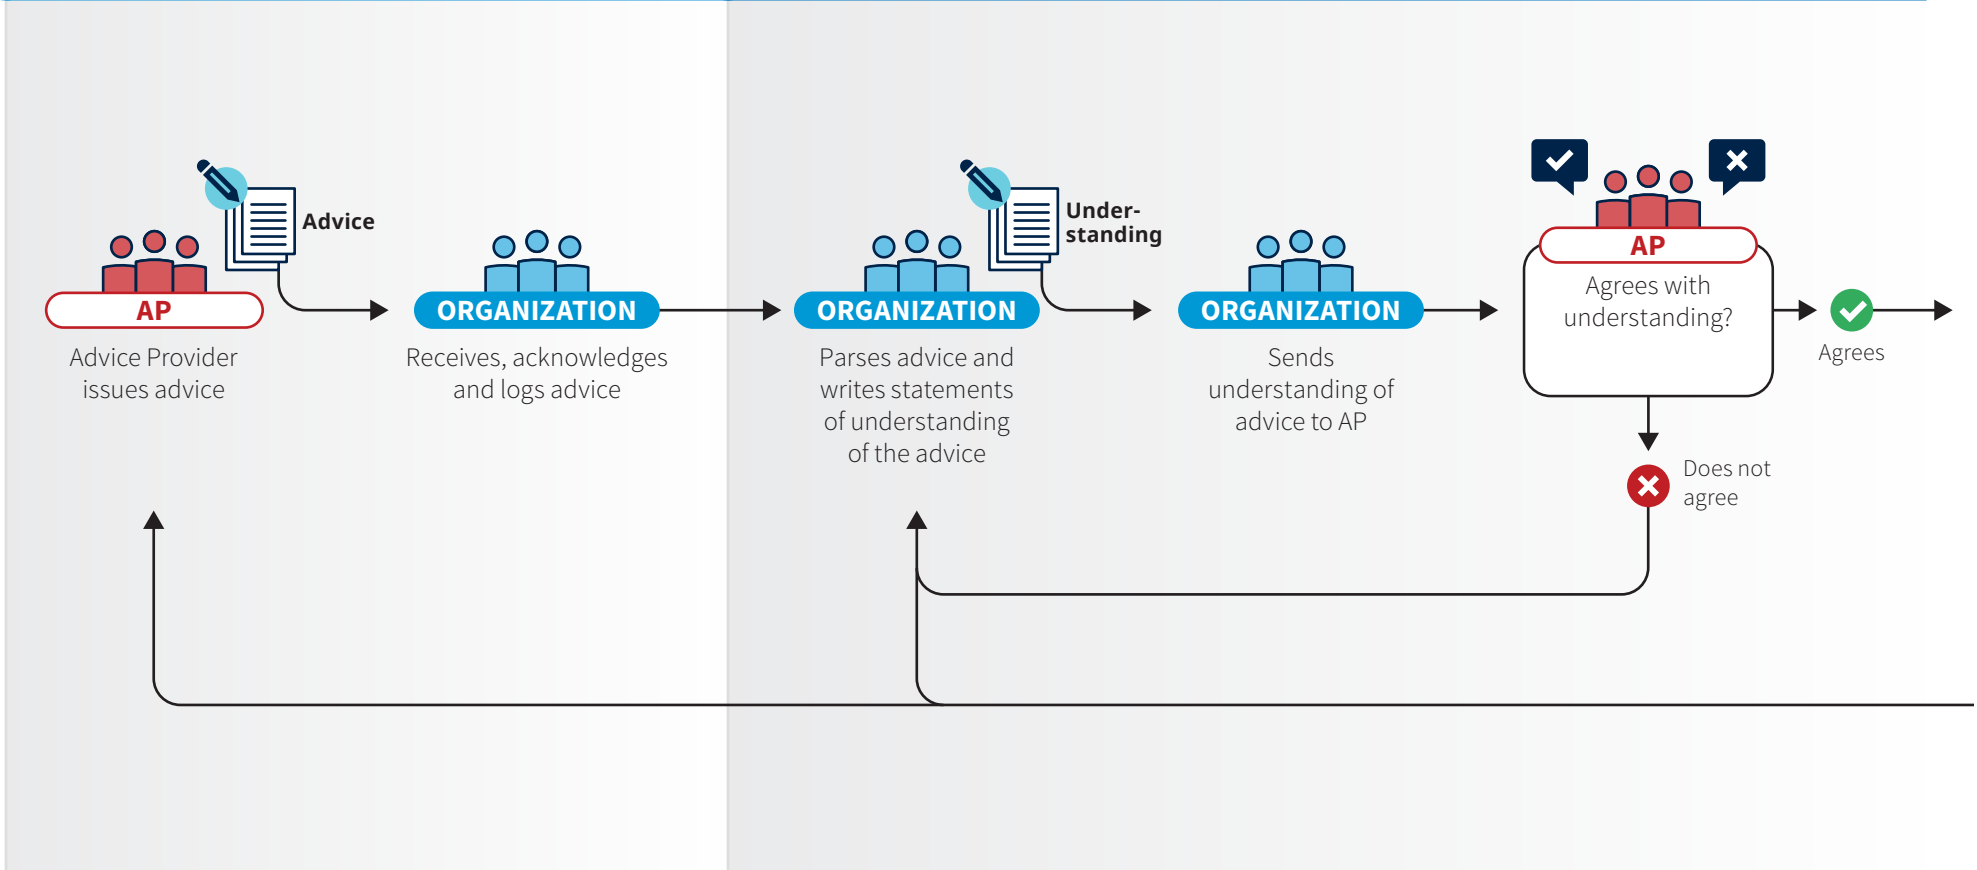 Advice
AP
Advice Provider
issues advice
ORGANIZATION
Receives, acknowledges
and logs advice
Under-
standing
ORGANIZATION
Parses advice and
writes statements
of understanding
of the advice
ORGANIZATION
Sends
understanding of
advice to AP
AP
Agrees with
understanding?
Agrees
Does not
agree